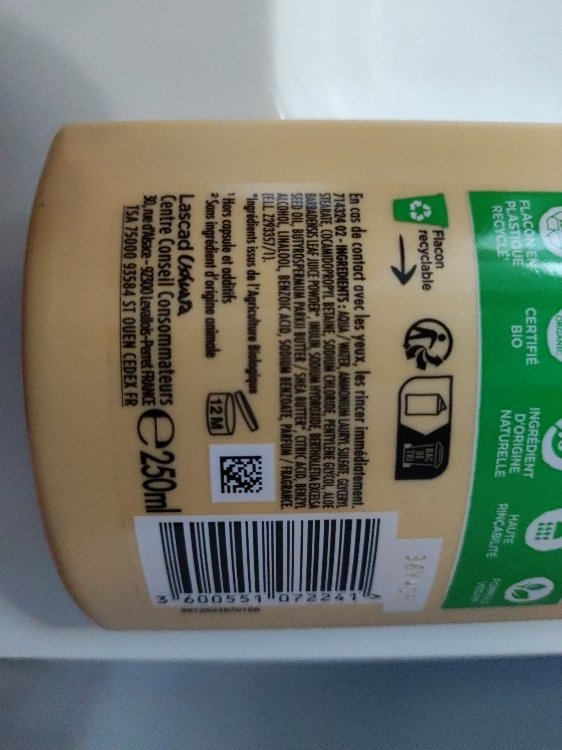 FLACON EN
PLASTIQUE
RECYCLÉ
CERTIFIÉ
BIO
INGRÉDIENT
D'ORIGINE
NATURELLE
HAUTE
RINÇABILITÉ
VEGAN
Flacon
recyclable
BAC
DE
TRI
En cas de contact avec les yeux, les rincer immédiatement.
714324 02 - INGREDIENTS : AQUA / WATER, AMMONIUM LAURYL SULFATE, GLYCERYL
STEARATE, COCAMIDOPROPYL BETAINE, SODIUM CHLORIDE, PENTYLENE GLYCOL, ALOE
BARBADENSIS LEAF JUICE POWDER*, INULIN, SODIUM HYDROXIDE, BERTHOLLETIA EXCELSA
SEED OIL, BUTYROSPERMUM PARKII BUTTER / SHEA BUTTER*, CITRIC ACID, BENZYL
ALCOHOL, LINALOOL, BENZOIC ACID, SODIUM BENZOATE, PARFUM / FRAGRANCE.
*Ingrédients issus de l'Agriculture Biologique
¹ Hors capsule et additifs
² Sans ingrédient d'origine animale
12 M
Lascad Ushuaïa
Centre Conseil Consommateurs
30, rue d'Alsace - 92300 Levallois-Perret FRANCE
TSA 75000 93584 ST OUEN CEDEX FR
e 250ml
3 600551 072241